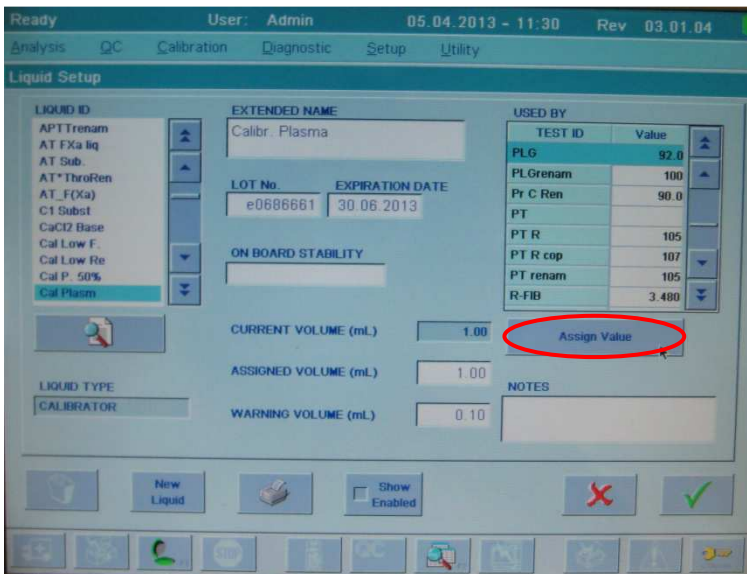 Ready User: Admin 05.04.2013 - 11:30 Rev 03.01.04
Analysis QC Calibration Diagnostic Setup Utility
Liquid Setup
LIQUID ID
APTTrenam
AT FXa liq
AT Sub.
AT*ThroRen
AT_F(Xa)
C1 Subst
CaCl2 Base
Cal Low F.
Cal Low Re
Cal P. 50%
Cal Plasm
LIQUID TYPE
CALIBRATOR
EXTENDED NAME
Calibr. Plasma
LOT No. EXPIRATION DATE
e0686661 30.06.2013
ON BOARD STABILITY
CURRENT VOLUME (mL) 1.00
ASSIGNED VOLUME (mL) 1.00
WARNING VOLUME (mL) 0.10
USED BY
TEST ID Value
PLG 92.0
PLGrenam 100
Pr C Ren 90.0
PT
PT R 105
PT R cop 107
PT renam 105
R-FIB 3.480
Assign Value
NOTES
New
Liquid
Show
Enabled
STOP
QC